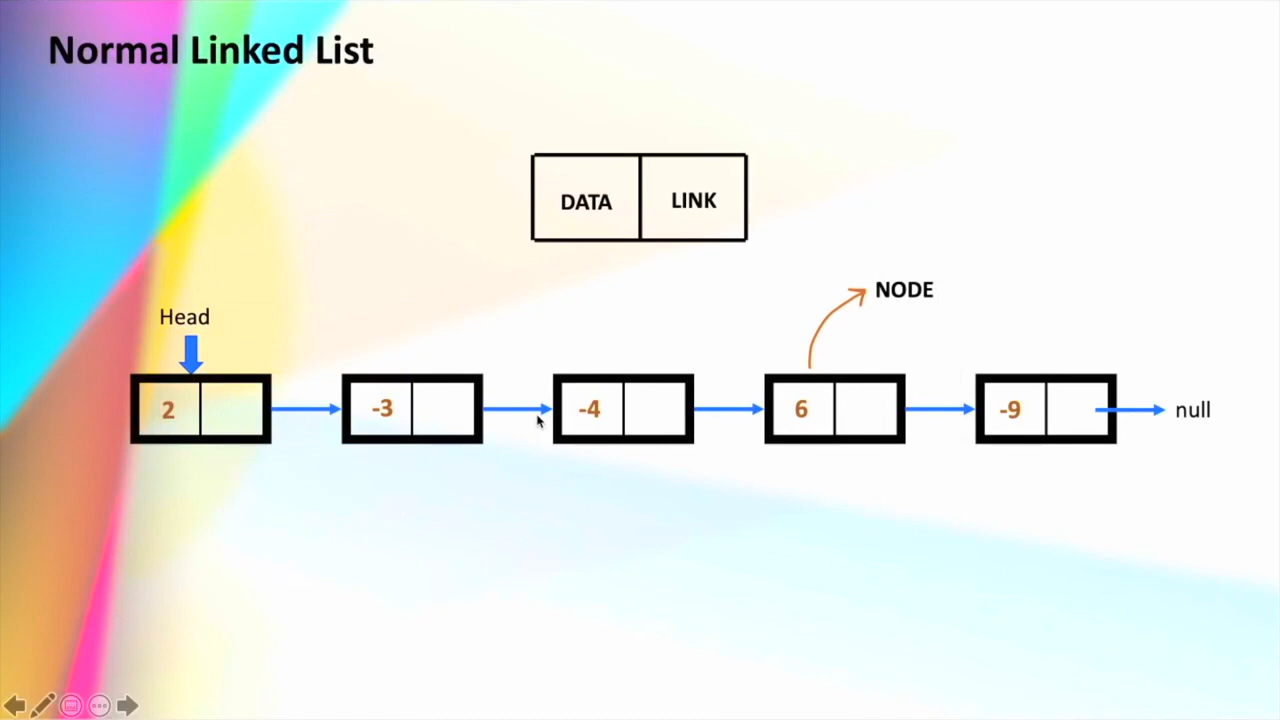 Normal Linked List
DATA LINK
NODE
Head
2 -3 -4 6 -9 null